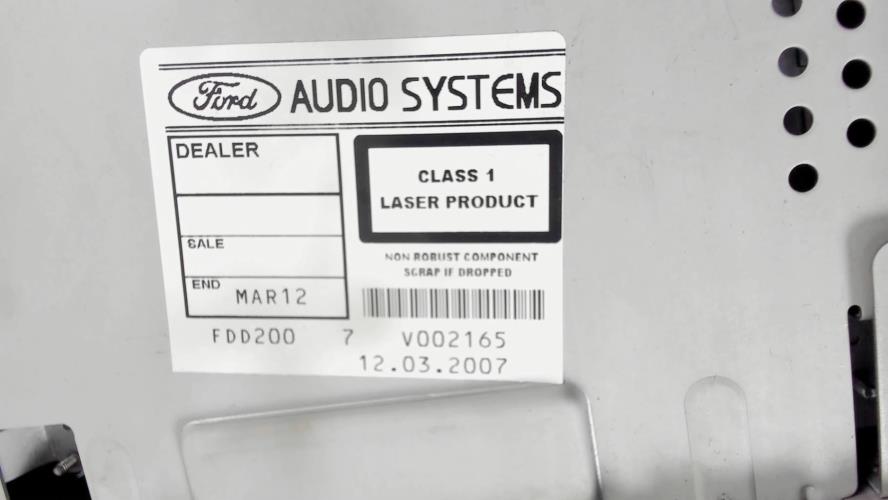 Ford AUDIO SYSTEMS
DEALER
CLASS 1
LASER PRODUCT
SALE
NON ROBUST COMPONENT
SCRAP IF DROPPED
END MAR12
FDD200 7 V002165
12.03.2007